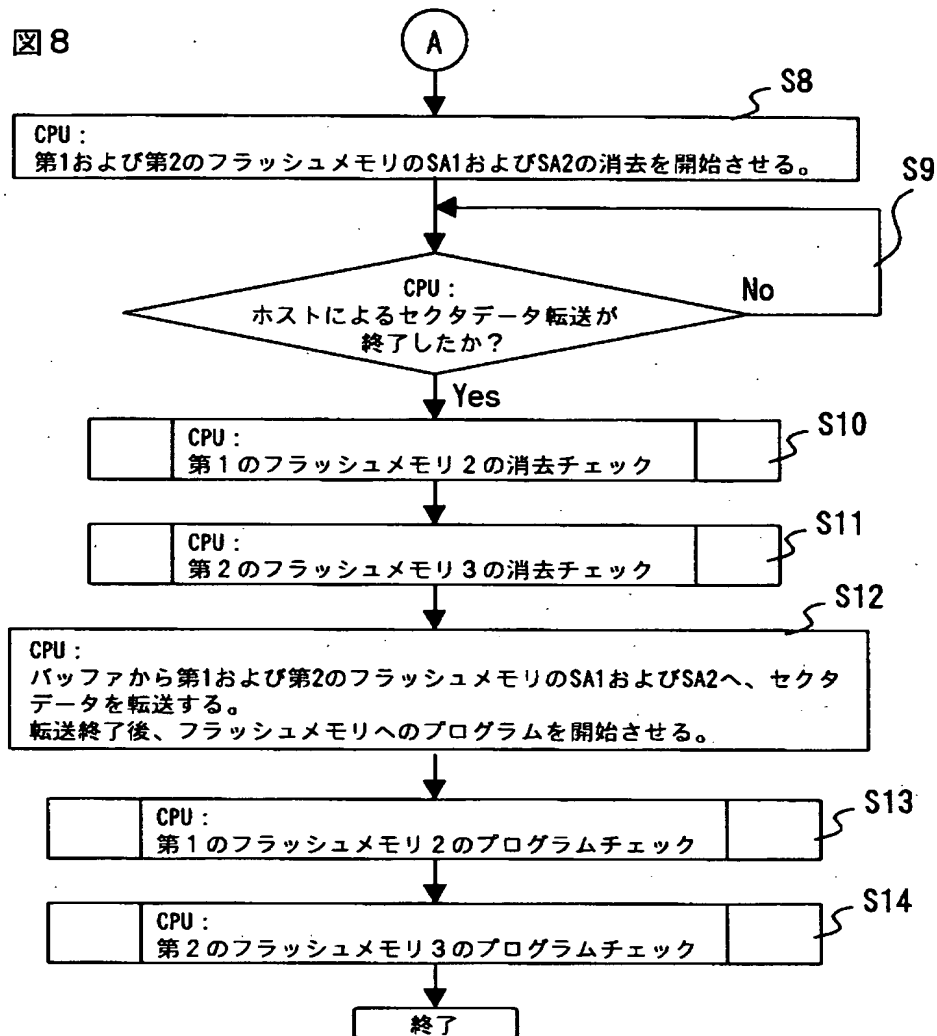 図8
A
S8
CPU：
第1および第2のフラッシュメモリのSA1およびSA2の消去を開始させる。
S9
CPU：
ホストによるセクタデータ転送が
終了したか？
No
Yes
S10
CPU：
第1のフラッシュメモリ2の消去チェック
S11
CPU：
第2のフラッシュメモリ3の消去チェック
S12
CPU：
バッファから第1および第2のフラッシュメモリのSA1およびSA2へ、セクタ
データを転送する。
転送終了後、フラッシュメモリへのプログラムを開始させる。
S13
CPU：
第1のフラッシュメモリ2のプログラムチェック
S14
CPU：
第2のフラッシュメモリ3のプログラムチェック
終了